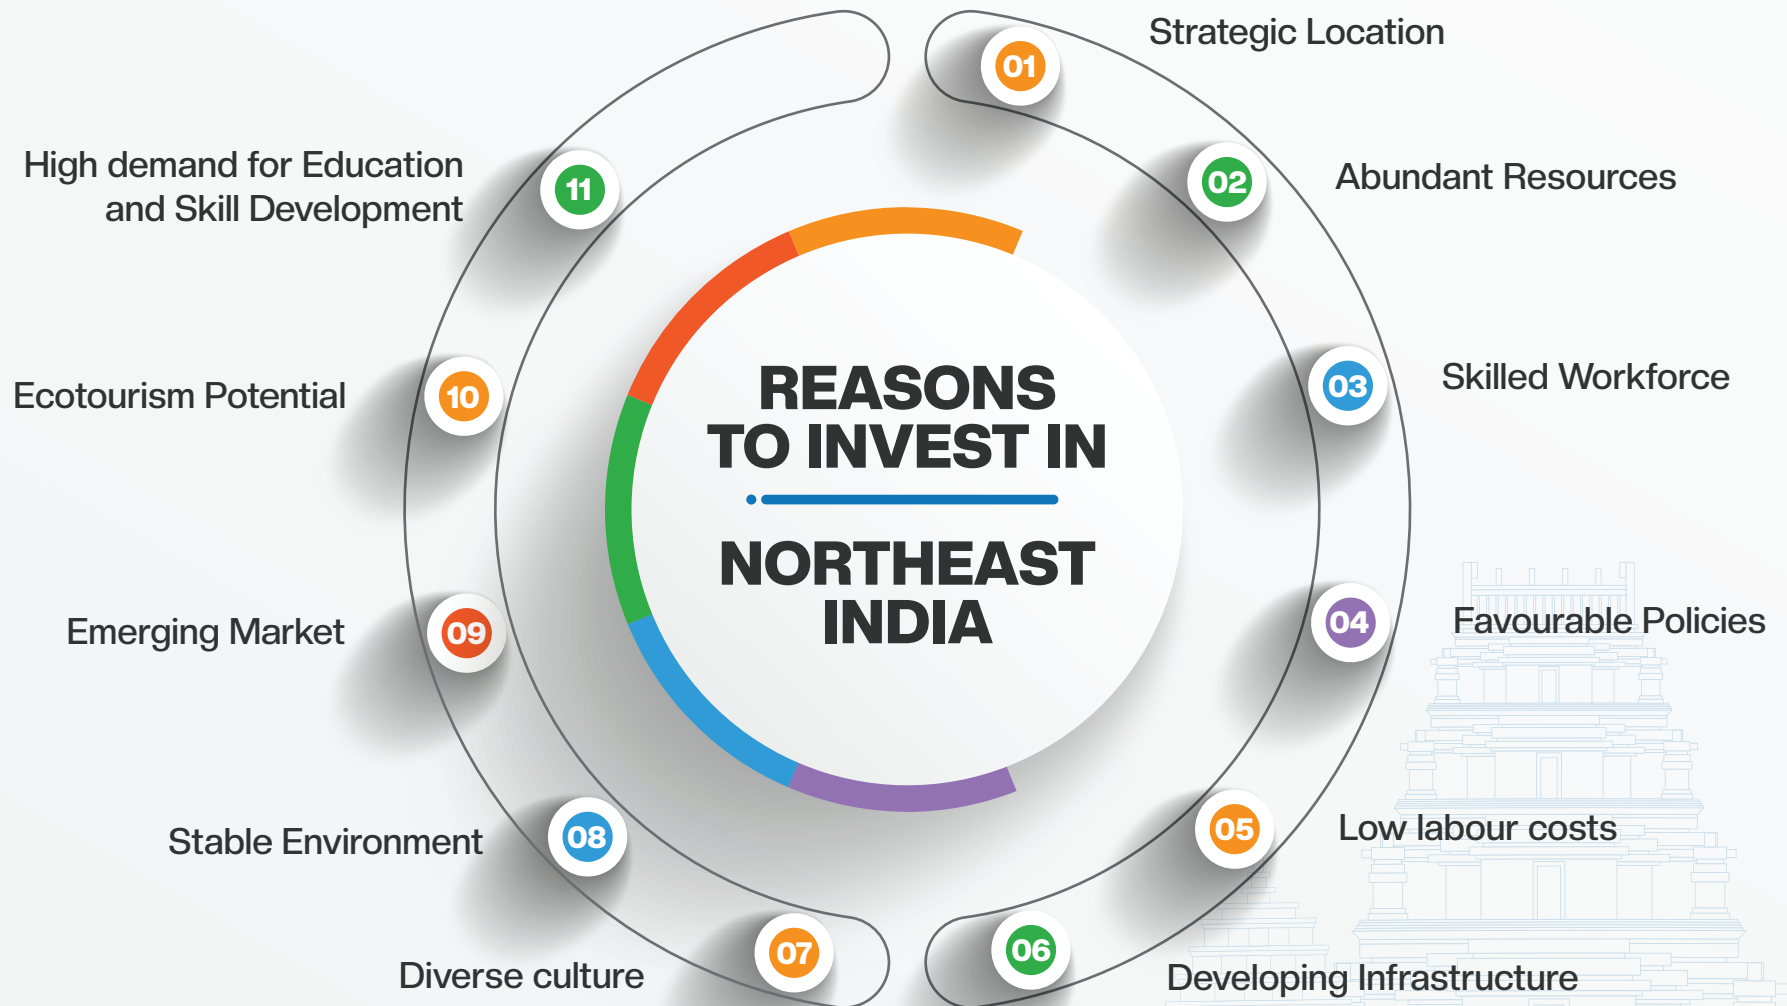 REASONS
TO INVEST IN
NORTHEAST
INDIA
01
Strategic Location
02
Abundant Resources
03
Skilled Workforce
04
Favourable Policies
05
Low labour costs
06
Developing Infrastructure
07
Diverse culture
08
Stable Environment
09
Emerging Market
10
Ecotourism Potential
11
High demand for Education
and Skill Development